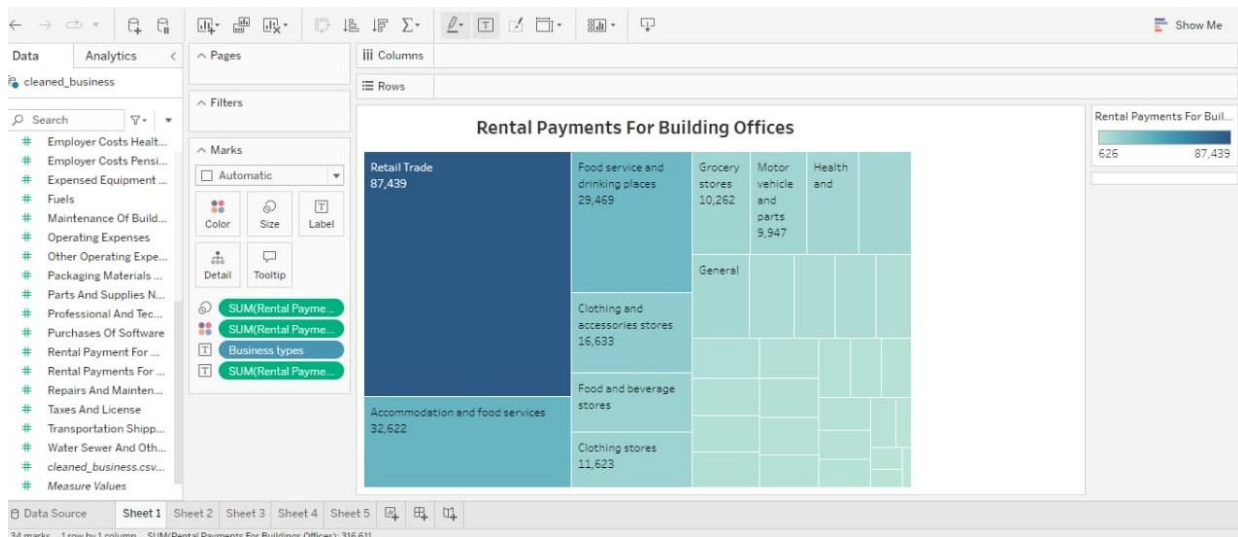 Show Me
Data Analytics
cleaned_business
Search
Employer Costs Healt...
Employer Costs Pensi...
Expensed Equipment ...
Fuels
Maintenance Of Build...
Operating Expenses
Other Operating Expe...
Packaging Materials ...
Parts And Supplies N...
Professional And Tec...
Purchases Of Software
Rental Payment For ...
Rental Payments For ...
Repairs And Mainten...
Taxes And License
Transportation Shipp...
Water Sewer And Oth...
cleaned_business.csv...
Measure Values
Pages
Filters
Marks
Automatic
Color Size Label
Detail Tooltip
SUM(Rental Payme...
SUM(Rental Payme...
Business types
SUM(Rental Payme...
Columns
Rows
Rental Payments For Building Offices
Retail Trade
87,439
Accommodation and food services
32,622
Food service and
drinking places
29,469
Clothing and
accessories stores
16,633
Food and beverage
stores
Clothing stores
11,623
Grocery
stores
10,262
Motor
vehicle
and
parts
9,947
Health
and
General
Rental Payments For Buil...
626 87,439
Data Source Sheet 1 Sheet 2 Sheet 3 Sheet 4 Sheet 5
34 marks 1 row by 1 column SUM(Rental Payments For Buildings Offices): 316,611